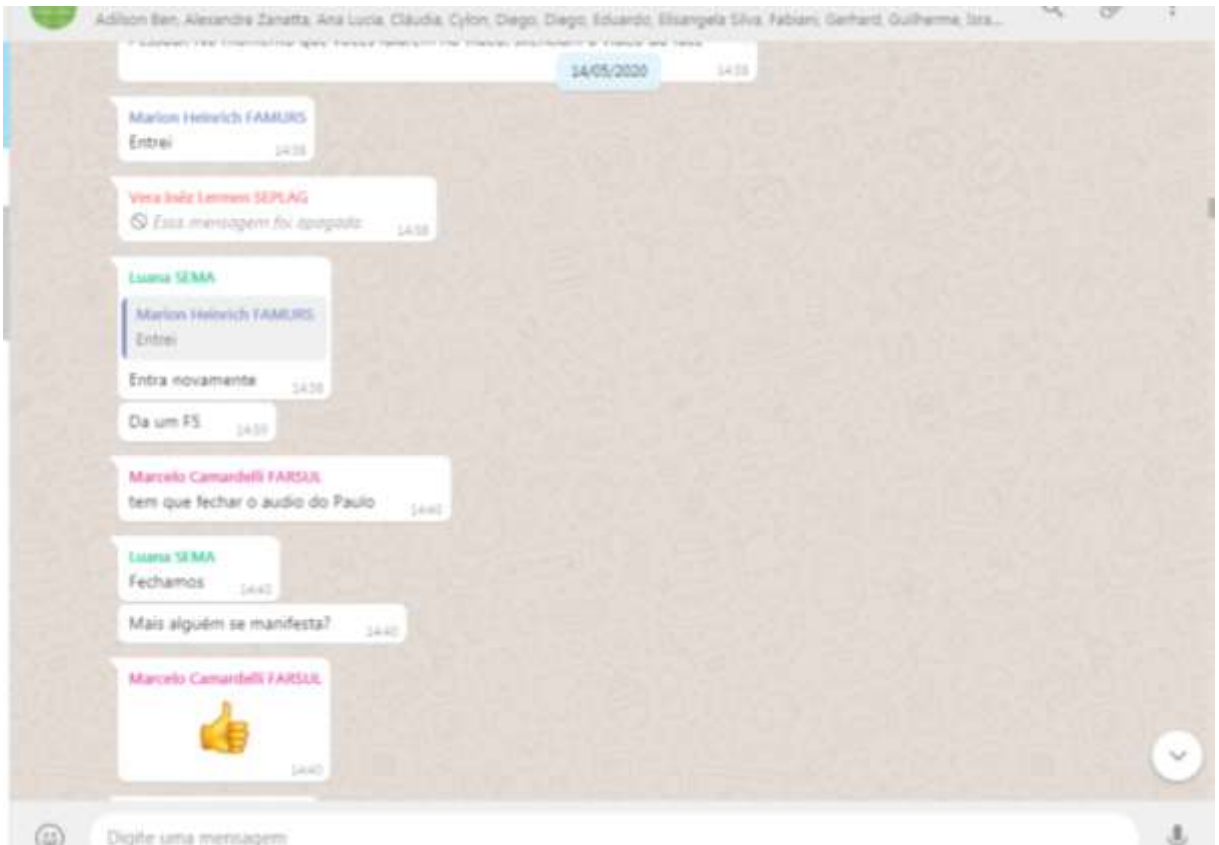 Adilson Ben, Alexandre Zanatta, Ana Lucia, Cláudia, Cylon, Diego, Diego, Eduardo, Elisangela Silva, Fabiani, Gerhard, Guilherme, Isra...
14/05/2020
14:38
Marion Heinrich FAMURS
Entrei
14:38
Vera Inêz Lermen SEPLAG
Essa mensagem foi apagada
14:38
Luana SEMA
Marion Heinrich FAMURS
Entrei
Entra novamente
14:38
Da um F5
14:39
Marcelo Camardelli FARSUL
tem que fechar o audio do Paulo
14:40
Luana SEMA
Fechamos
14:40
Mais alguém se manifesta?
14:40
Marcelo Camardelli FARSUL
14:40
Digite uma mensagem